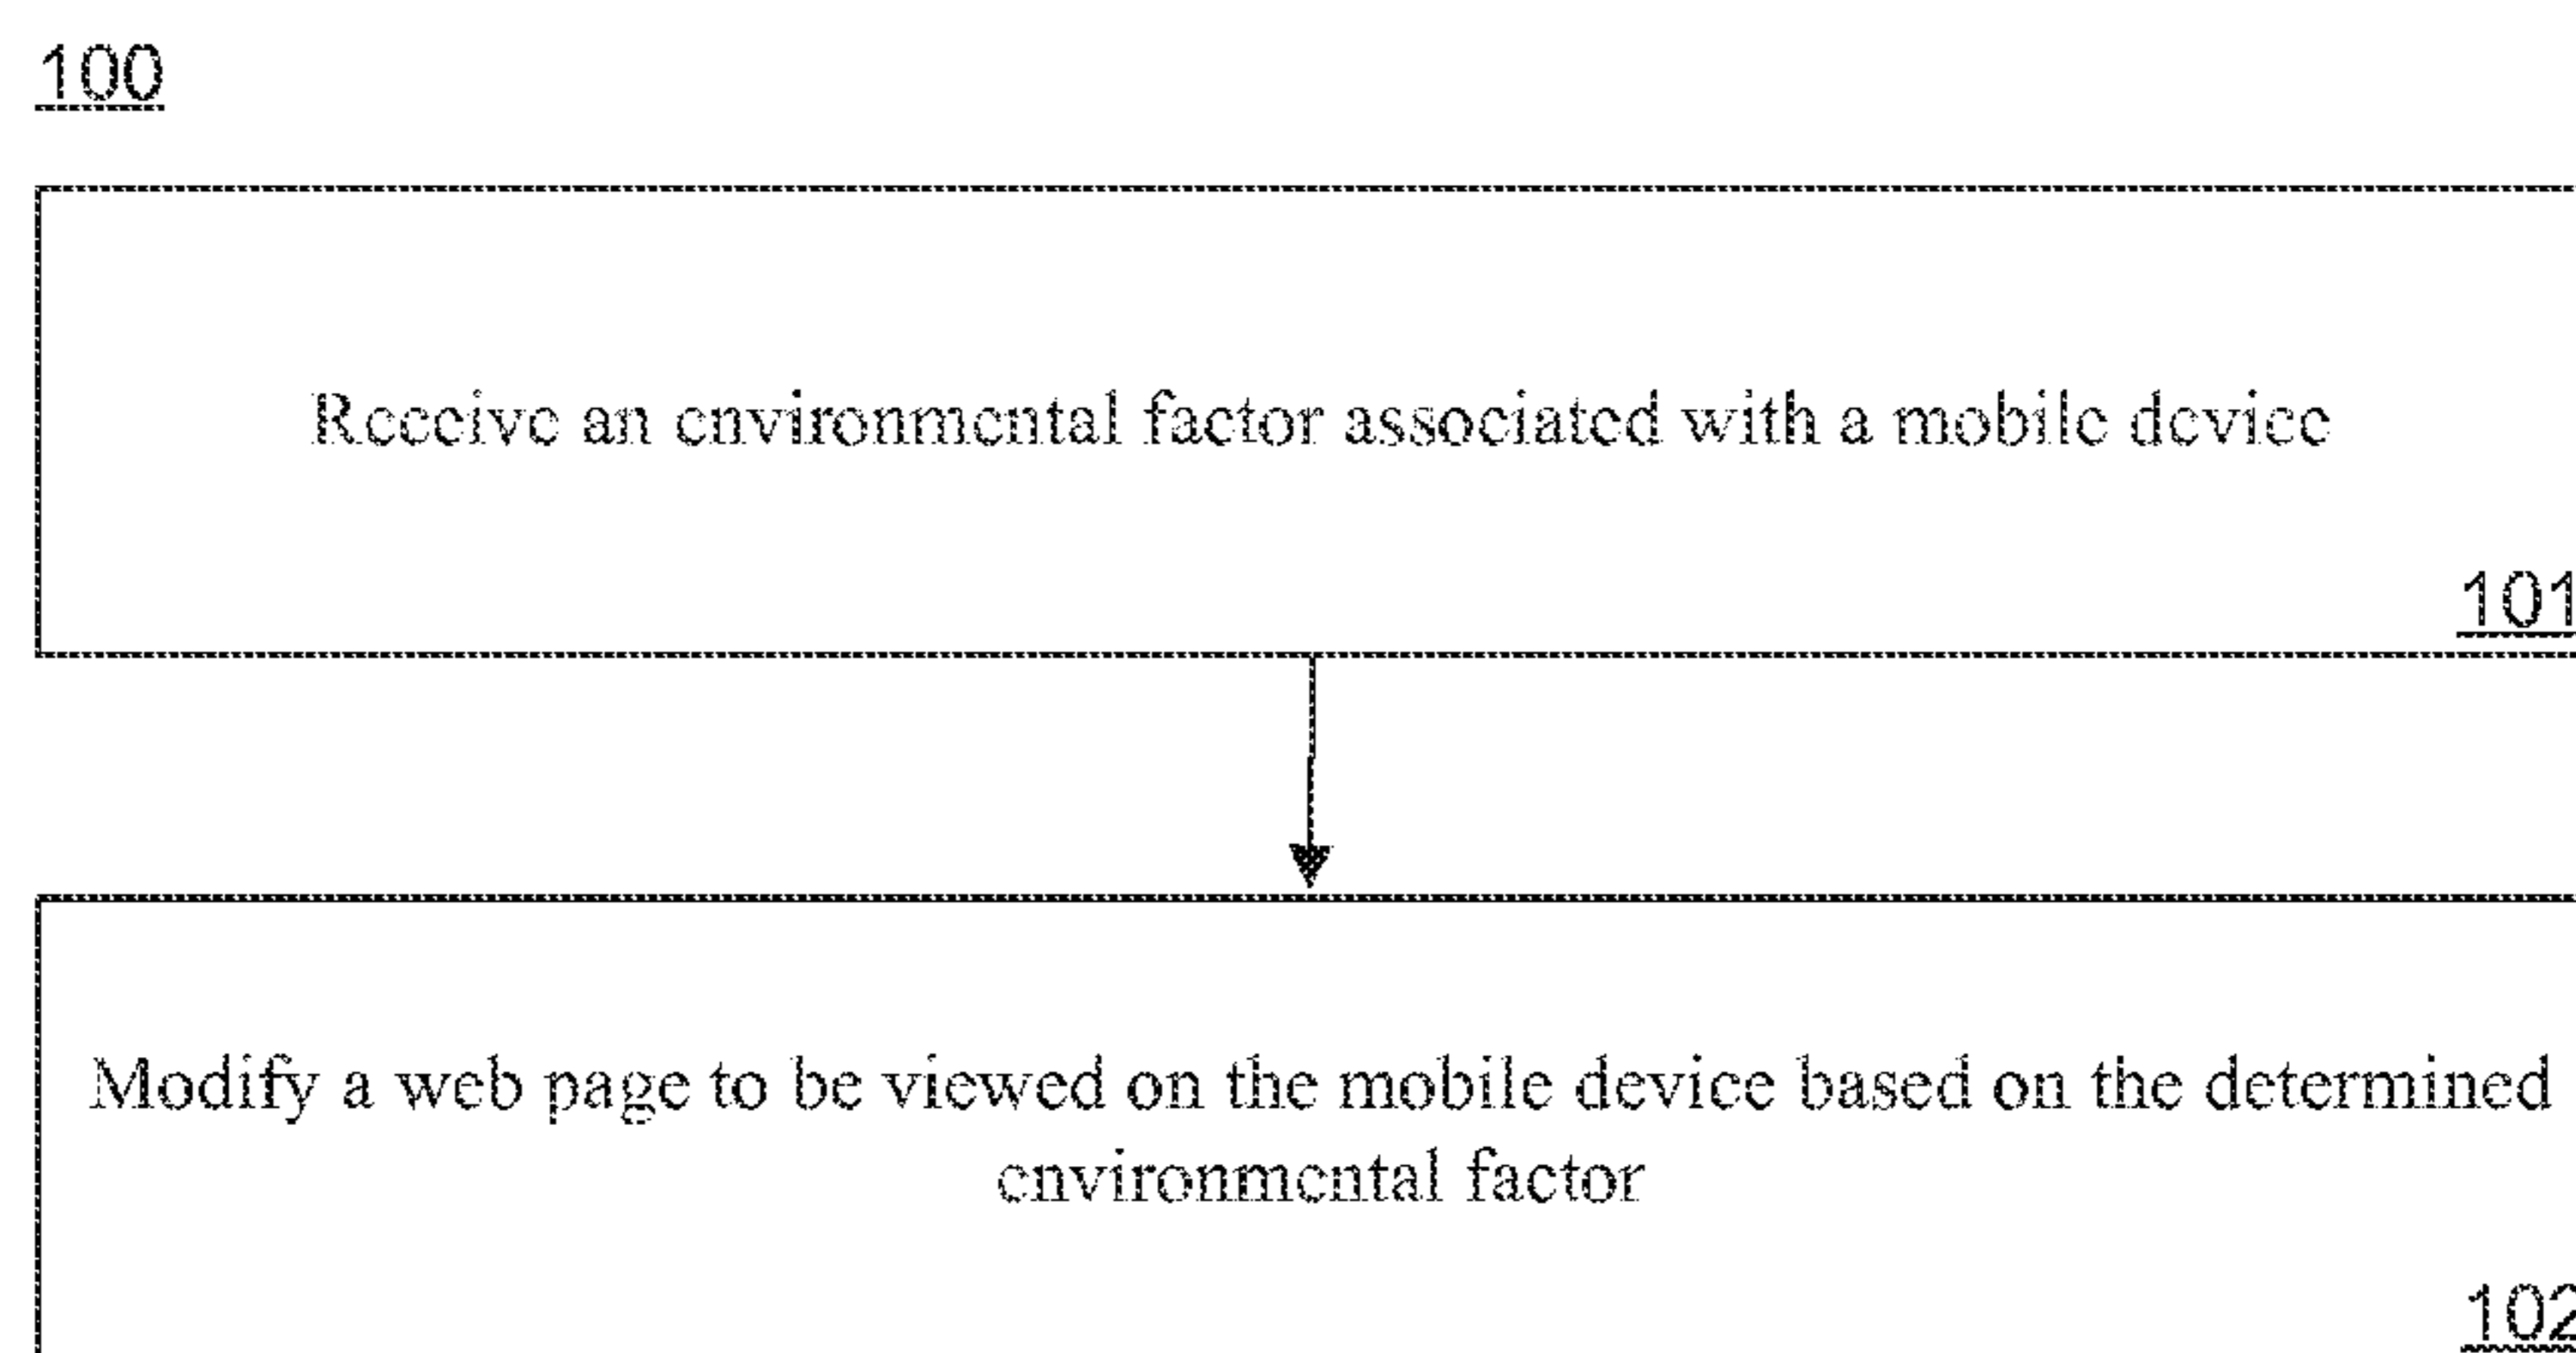 100
Receive an environmental factor associated with a mobile device
101
Modify a web page to be viewed on the mobile device based on the determined
environmental factor
102